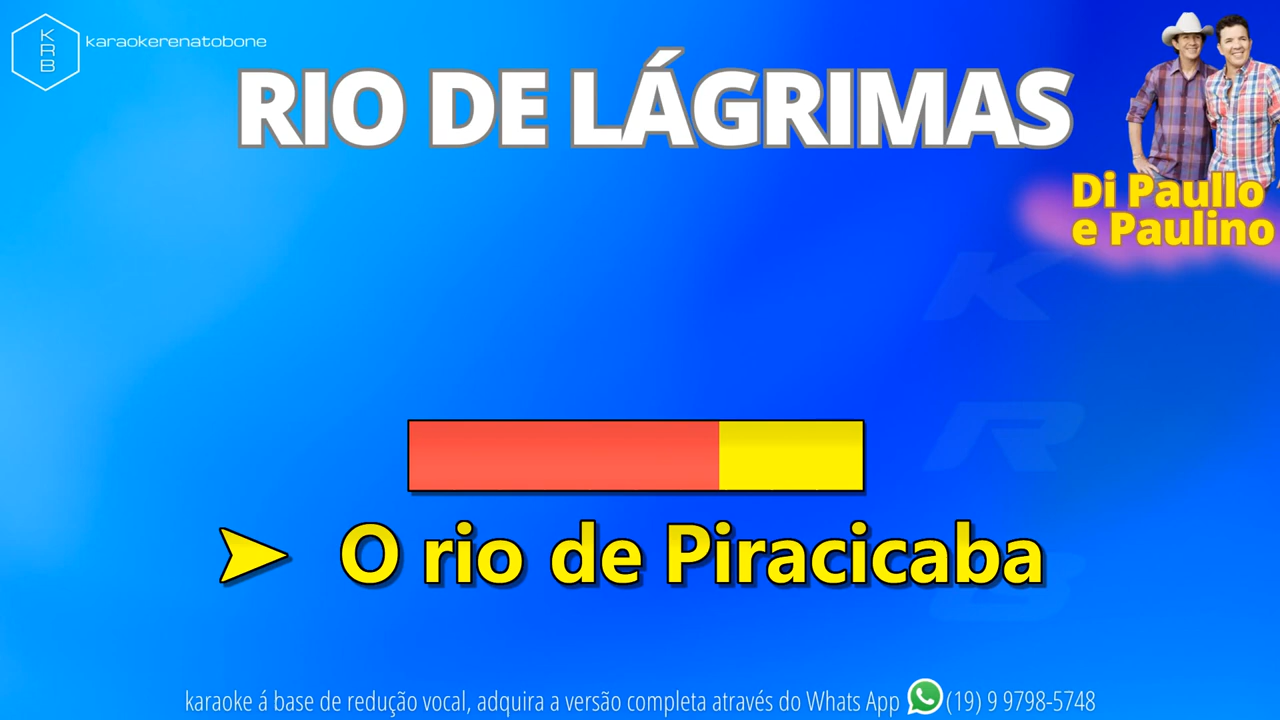 KRB
karaokerenatobone
RIO DE LÁGRIMAS
Di Paullo
e Paulino
K
R
B
➤ O rio de Piracicaba
karaoke á base de redução vocal, adquira a versão completa através do Whats App (19) 9 9798-5748